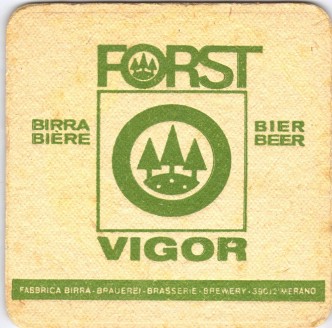 FORST
BIRRA
BIÈRE
BIER
BEER
VIGOR
FABBRICA BIRRA - BRAUEREI - BRASSERIE - BREWERY - 39012 MERANO